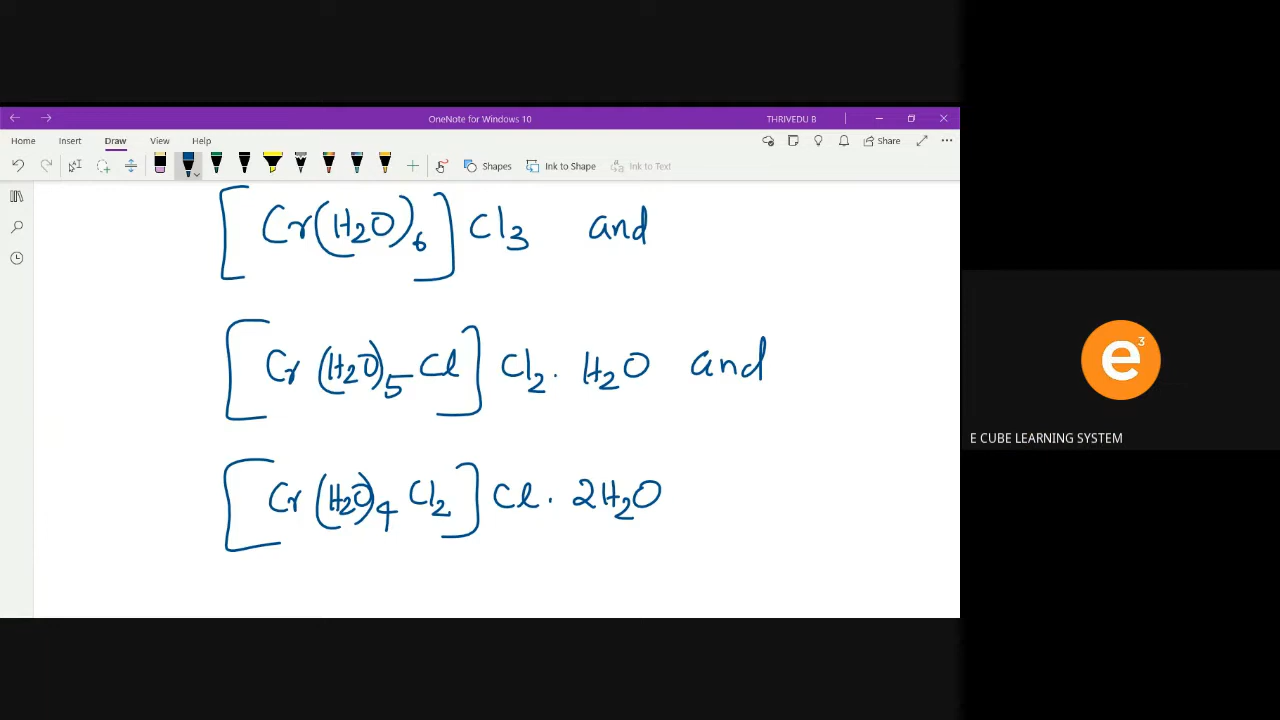 OneNote for Windows 10 THRIVEDU B
Home Insert Draw View Help Share
Shapes Ink to Shape Ink to Text
[Cr(H2O)6]Cl3 and
[Cr(H2O)5Cl]Cl2. H2O and
[Cr(H2O)4Cl2]Cl. 2H2O
e3
E CUBE LEARNING SYSTEM